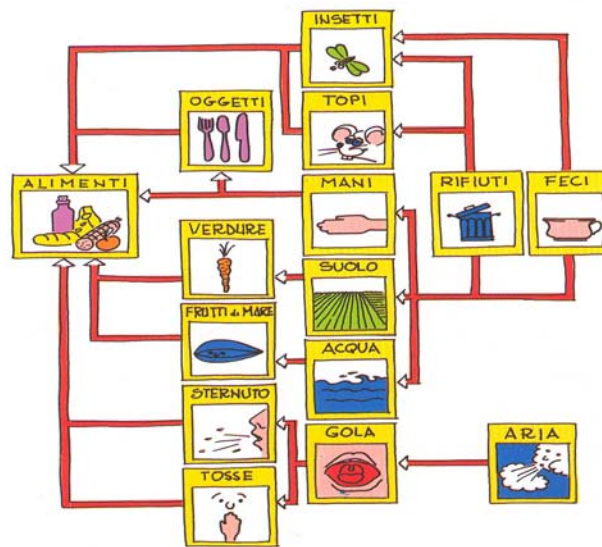 INSETTI
OGGETTI
TOPI
ALIMENTI
MANI
RIFIUTI
FECI
VERDURE
SUOLO
FRUTTI di MARE
ACQUA
STERNUTO
GOLA
ARIA
TOSSE